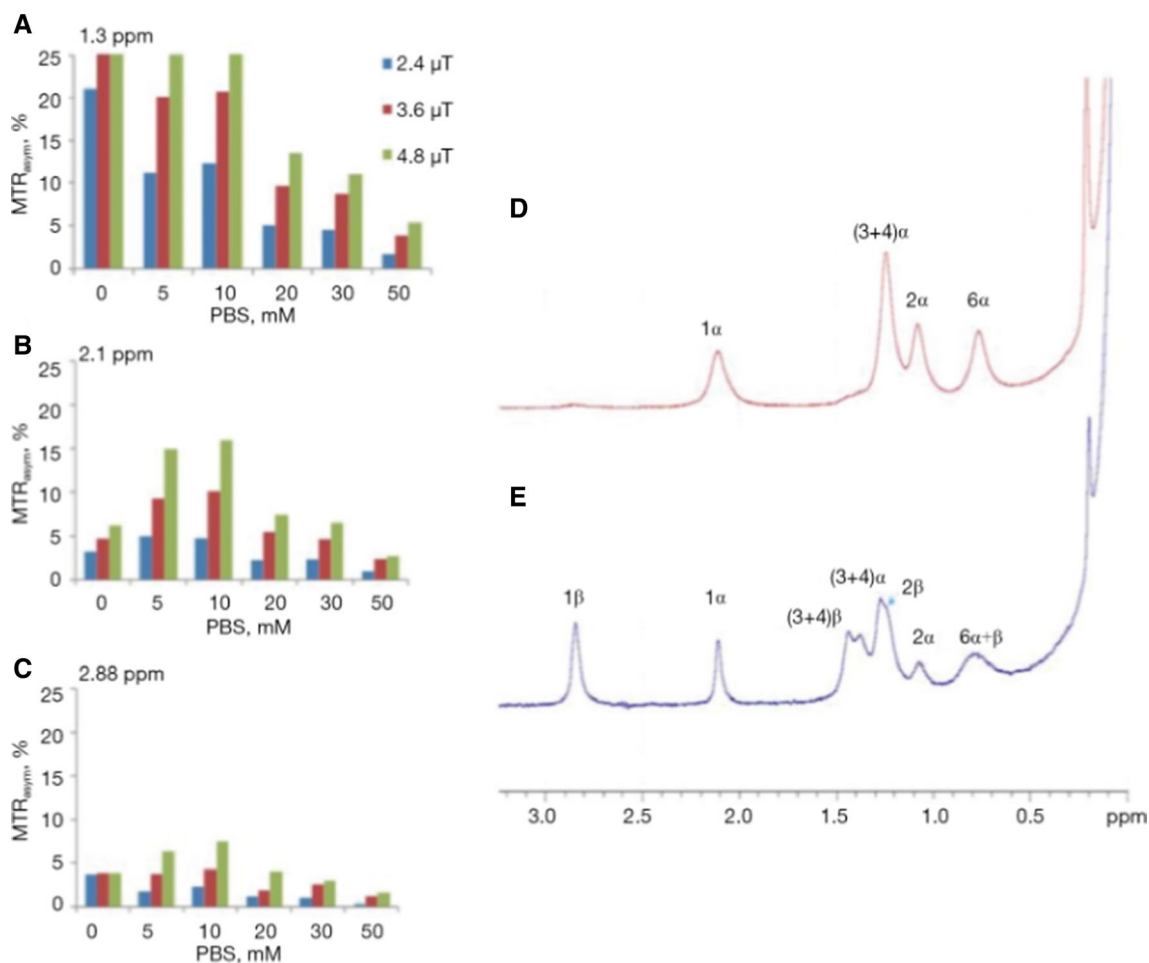 A
1.3 ppm
25
20
15
10
5
0
MTRasym, %
2.4 µT
3.6 µT
4.8 µT
0 5 10 20 30 50
PBS, mM
B
2.1 ppm
25
20
15
10
5
0
MTRasym, %
0 5 10 20 30 50
PBS, mM
C
2.88 ppm
25
20
15
10
5
0
MTRasym, %
0 5 10 20 30 50
PBS, mM
D
(3+4)α
1α
2α
6α
E
1β
1α
(3+4)β
(3+4)α
2β
2α
6α+β
3.0 2.5 2.0 1.5 1.0 0.5 ppm